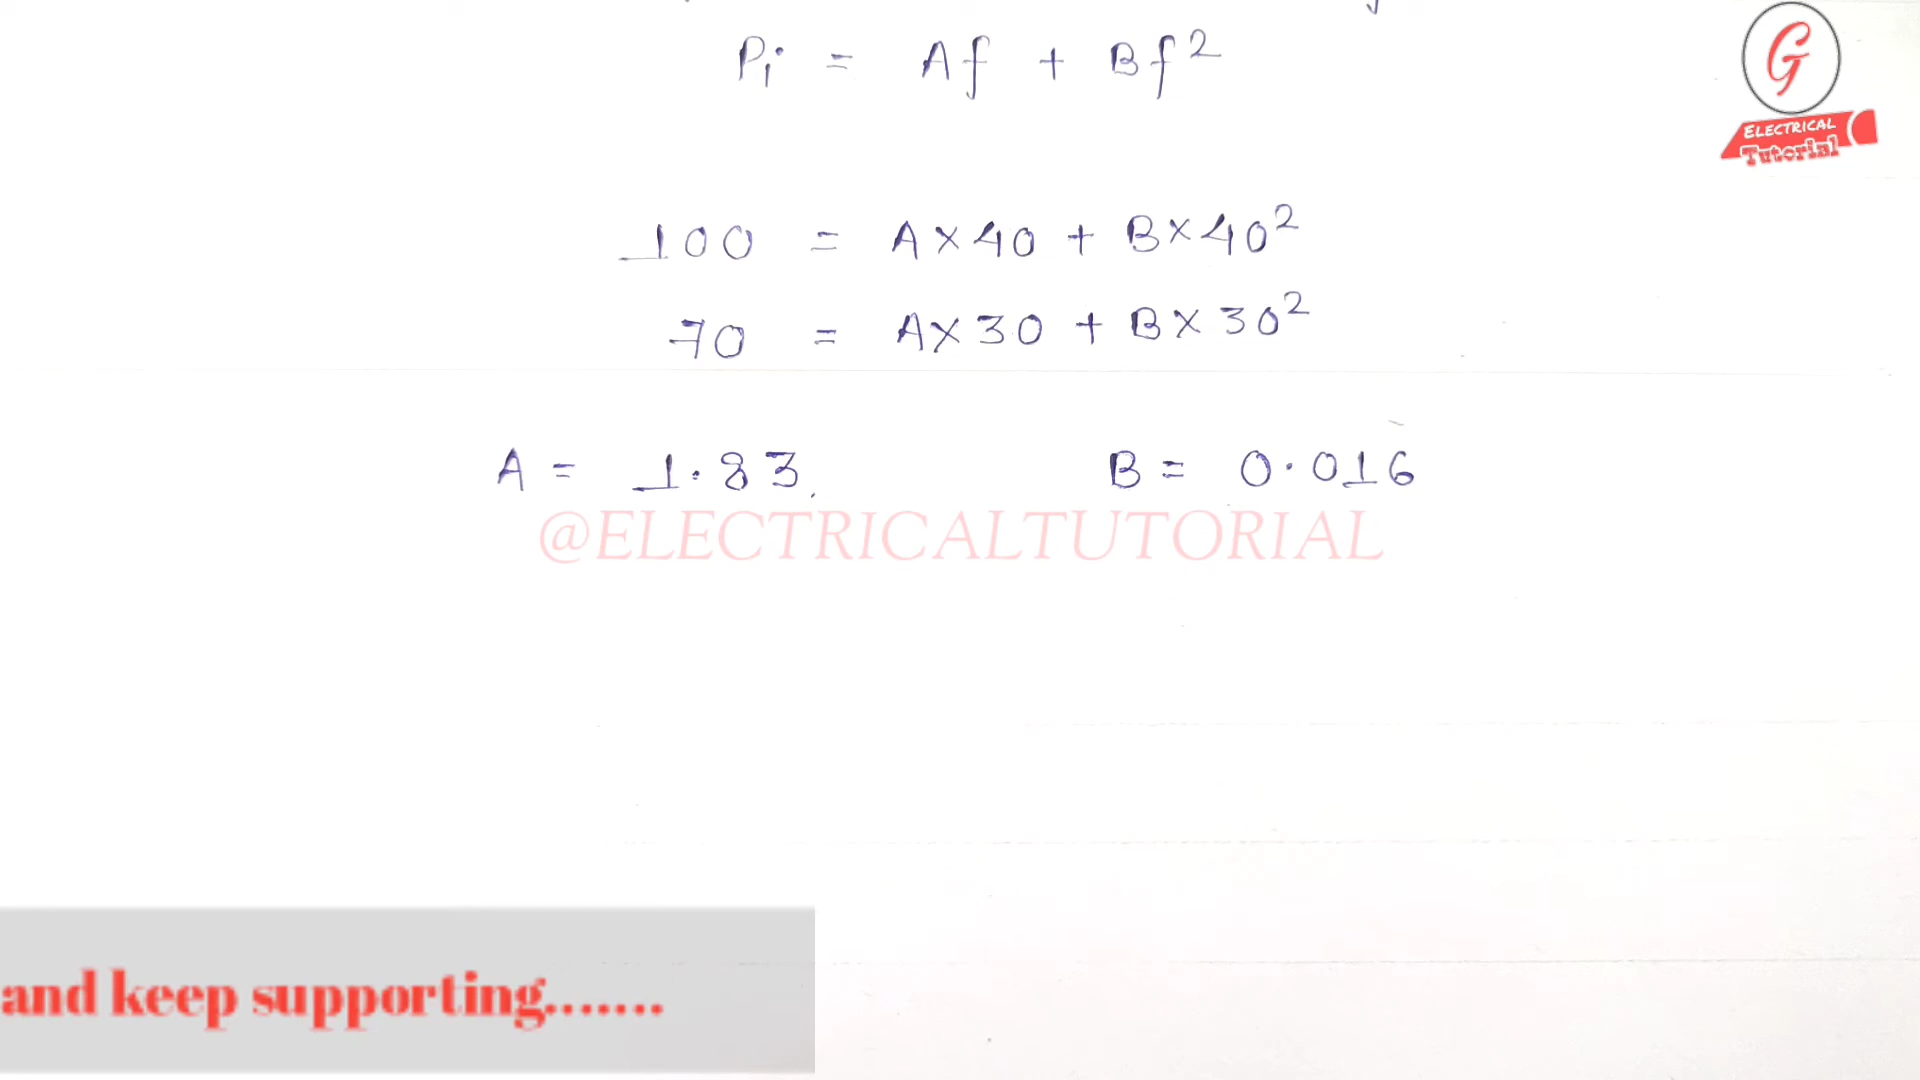 Pi = Af + Bf²
G
ELECTRICAL
Tutorial
100 = A×40 + B×40²
70 = A×30 + B×30²
A = 1.83 B = 0.016
@ELECTRICALTUTORIAL
and keep supporting.......